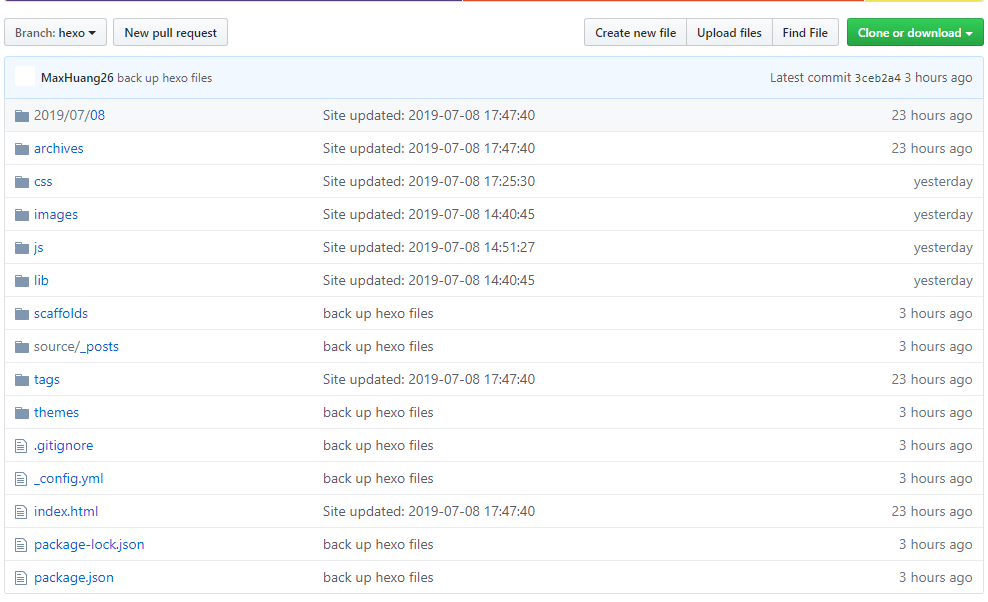 Branch: hexo New pull request Create new file Upload files Find File Clone or download
MaxHuang26 back up hexo files Latest commit 3ceb2a4 3 hours ago
2019/07/08 Site updated: 2019-07-08 17:47:40 23 hours ago
archives Site updated: 2019-07-08 17:47:40 23 hours ago
css Site updated: 2019-07-08 17:25:30 yesterday
images Site updated: 2019-07-08 14:40:45 yesterday
js Site updated: 2019-07-08 14:51:27 yesterday
lib Site updated: 2019-07-08 14:40:45 yesterday
scaffolds back up hexo files 3 hours ago
source/_posts back up hexo files 3 hours ago
tags Site updated: 2019-07-08 17:47:40 23 hours ago
themes back up hexo files 3 hours ago
.gitignore back up hexo files 3 hours ago
_config.yml back up hexo files 3 hours ago
index.html Site updated: 2019-07-08 17:47:40 23 hours ago
package-lock.json back up hexo files 3 hours ago
package.json back up hexo files 3 hours ago